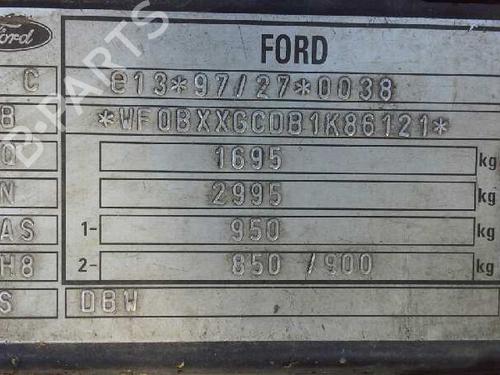 Ford
FORD
C e13*97/27*0038
B *WF0BXXGCDB1K86121*
1695 kg
N 2995 kg
AS 1- 950 kg
H8 2- 850 /900 kg
S DBW
B-PARTS